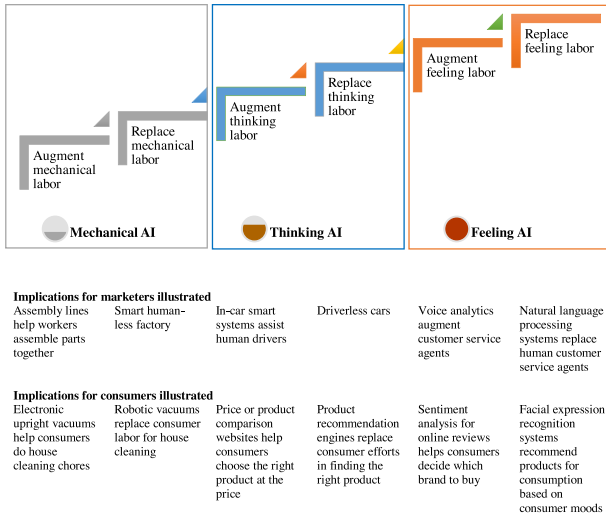 Augment
mechanical
labor
Replace
mechanical
labor
Mechanical AI
Augment
thinking
labor
Replace
thinking
labor
Thinking AI
Augment
feeling labor
Replace
feeling labor
Feeling AI
Implications for marketers illustrated
Assembly lines
help workers
assemble parts
together
Smart human-
less factory
In-car smart
systems assist
human drivers
Driverless cars
Voice analytics
augment
customer service
agents
Natural language
processing
systems replace
human customer
service agents
Implications for consumers illustrated
Electronic
upright vacuums
help consumers
do house
cleaning chores
Robotic vacuums
replace consumer
labor for house
cleaning
Price or product
comparison
websites help
consumers
choose the right
product at the
price
Product
recommendation
engines replace
consumer efforts
in finding the
right product
Sentiment
analysis for
online reviews
helps consumers
decide which
brand to buy
Facial expression
recognition
systems
recommend
products for
consumption
based on
consumer moods